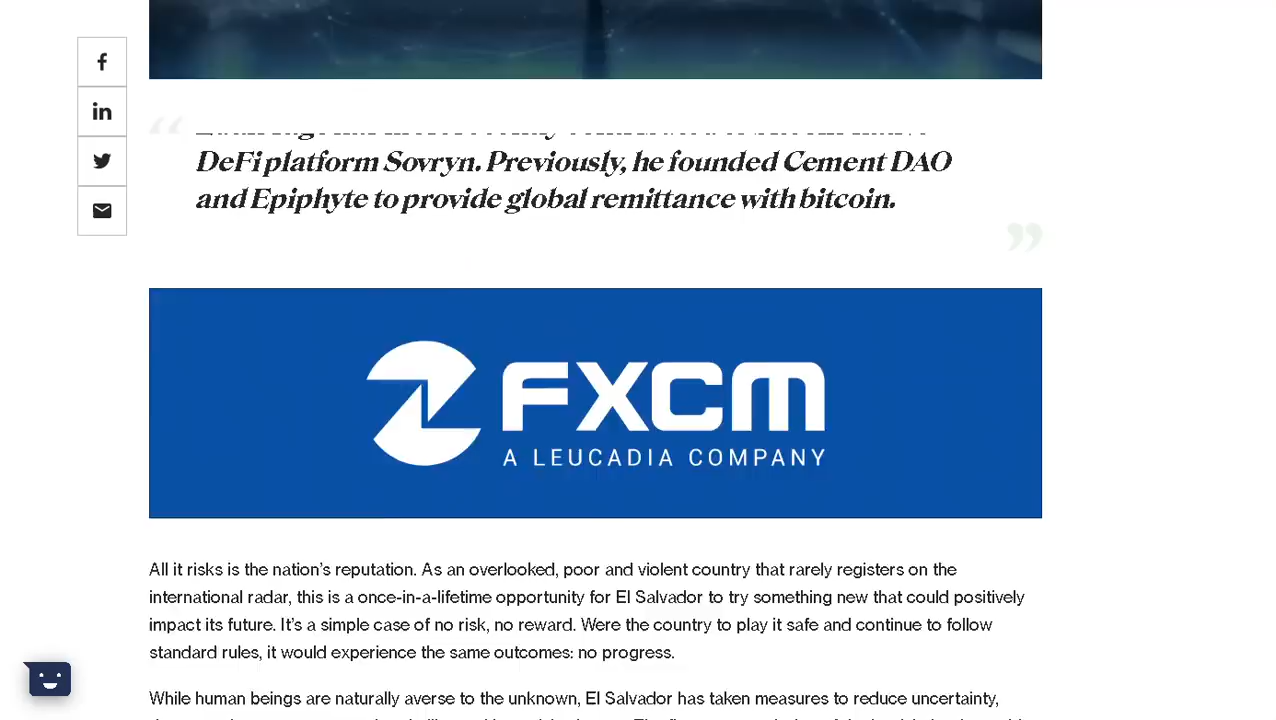 DeFi platform Sovryn. Previously, he founded Cement DAO
and Epiphyte to provide global remittance with bitcoin.
FXCM
A LEUCADIA COMPANY
All it risks is the nation’s reputation. As an overlooked, poor and violent country that rarely registers on the
international radar, this is a once-in-a-lifetime opportunity for El Salvador to try something new that could positively
impact its future. It’s a simple case of no risk, no reward. Were the country to play it safe and continue to follow
standard rules, it would experience the same outcomes: no progress.
While human beings are naturally averse to the unknown, El Salvador has taken measures to reduce uncertainty,